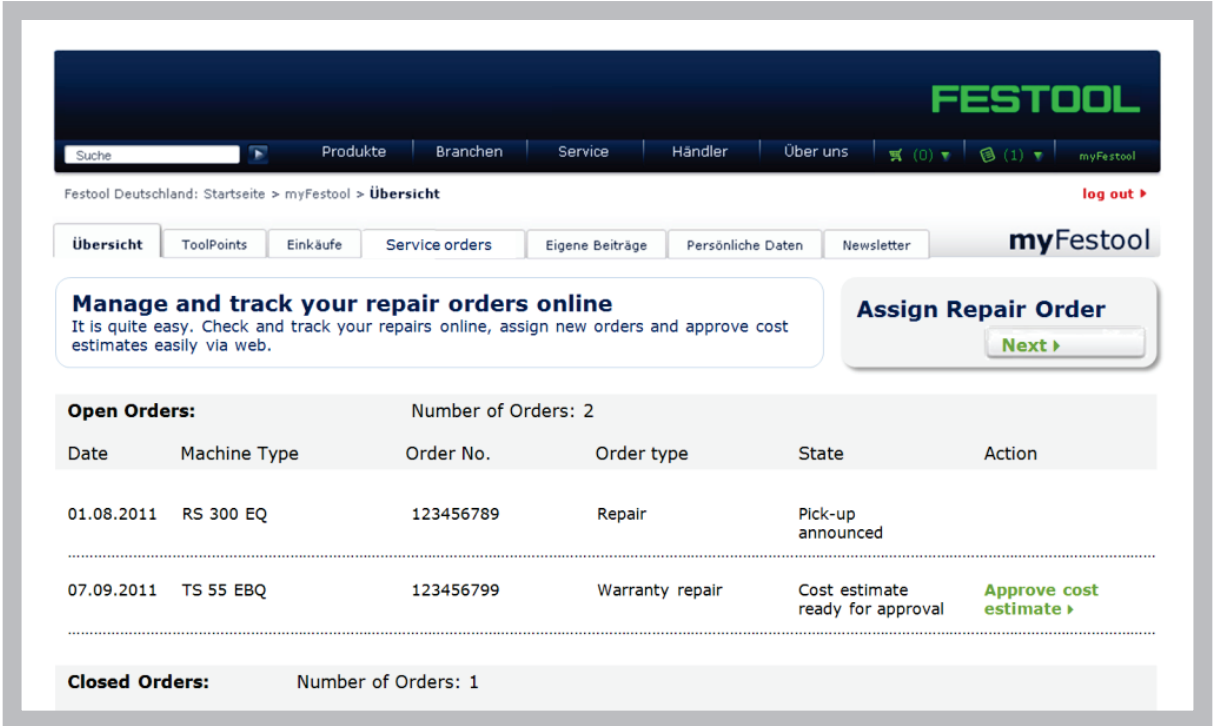 FESTOOL
Suche Produkte Branchen Service Händler Über uns (0) (1) myFestool
Festool Deutschland: Startseite > myFestool > Übersicht log out
Übersicht ToolPoints Einkäufe Service orders Eigene Beiträge Persönliche Daten Newsletter myFestool
Manage and track your repair orders online
It is quite easy. Check and track your repairs online, assign new orders and approve cost
estimates easily via web.
Assign Repair Order
Next
Open Orders: Number of Orders: 2
Date Machine Type Order No. Order type State Action
01.08.2011 RS 300 EQ 123456789 Repair Pick-up
announced
07.09.2011 TS 55 EBQ 123456799 Warranty repair Cost estimate Approve cost
ready for approval estimate
Closed Orders: Number of Orders: 1